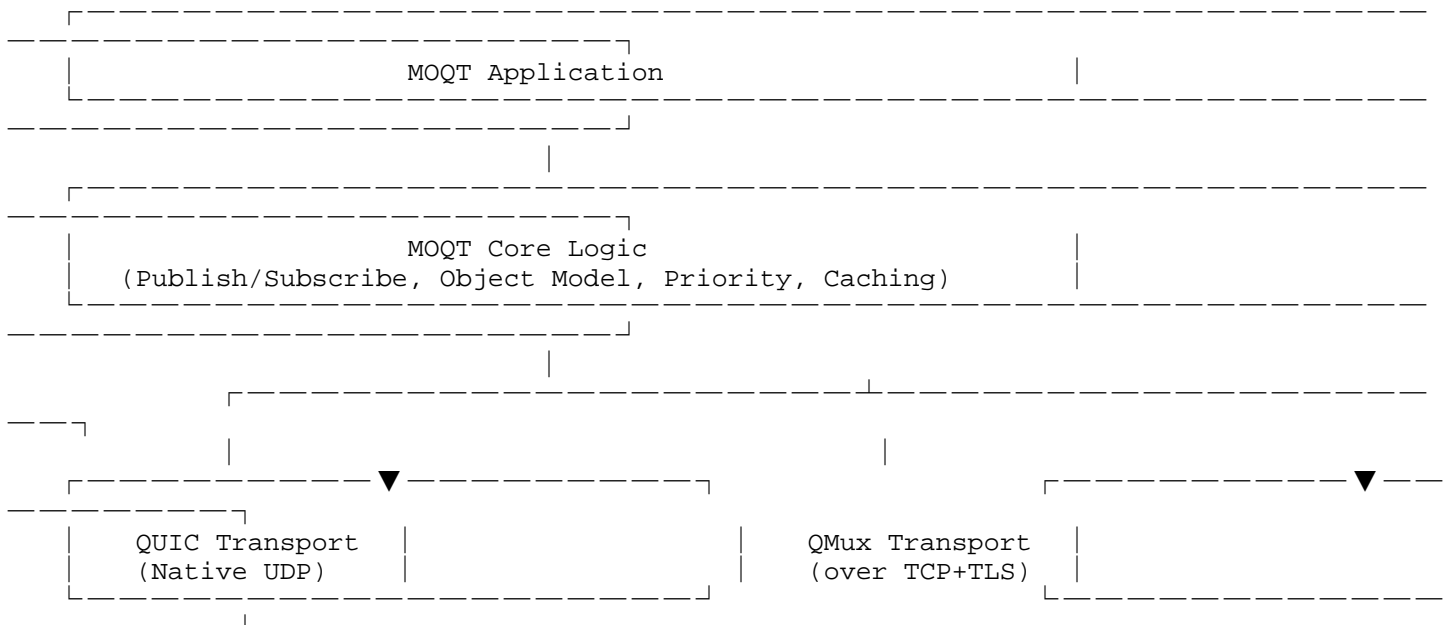 MOQT Application
MOQT Core Logic
(Publish/Subscribe, Object Model, Priority, Caching)
QUIC Transport QMux Transport
(Native UDP) (over TCP+TLS)